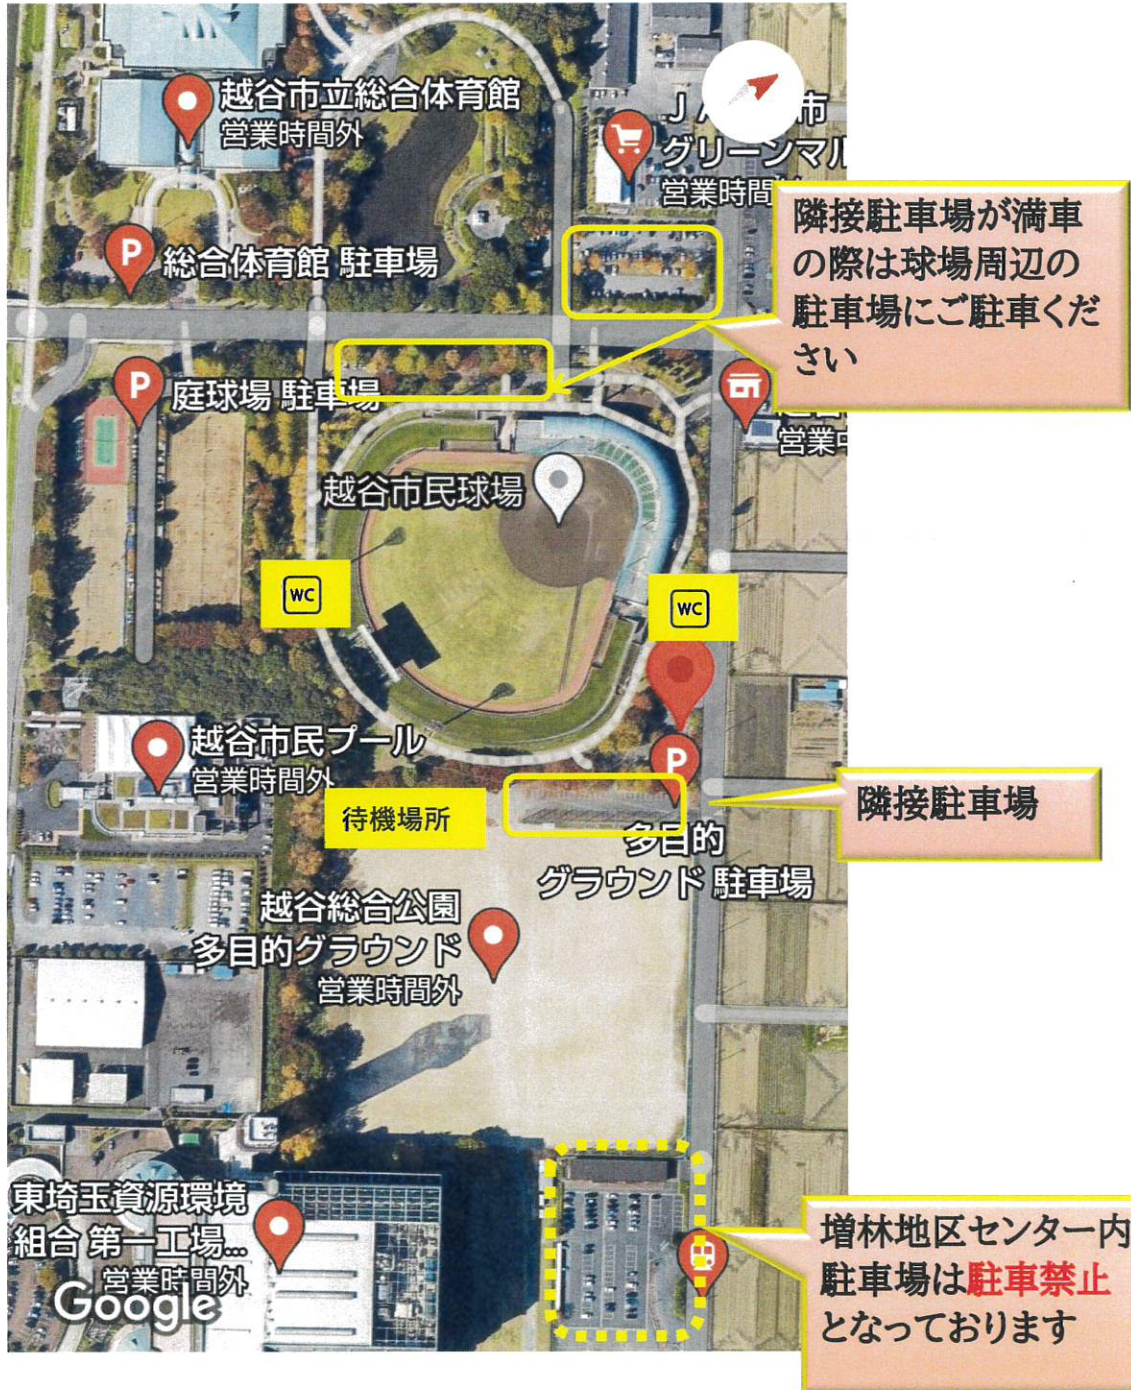 越谷市立総合体育館
営業時間外
市
グリーンマル
営業時間
隣接駐車場が満車
の際は球場周辺の
駐車場にご駐車くだ
さい
P
総合体育館 駐車場
P
庭球場 駐車場
営業中
越谷市民球場
WC
WC
越谷市民プール
営業時間外
P
待機場所
隣接駐車場
多目的
グラウンド 駐車場
越谷総合公園
多目的グラウンド
営業時間外
東埼玉資源環境
組合 第一工場...
営業時間外
Google
増林地区センター内
駐車場は駐車禁止
となっております